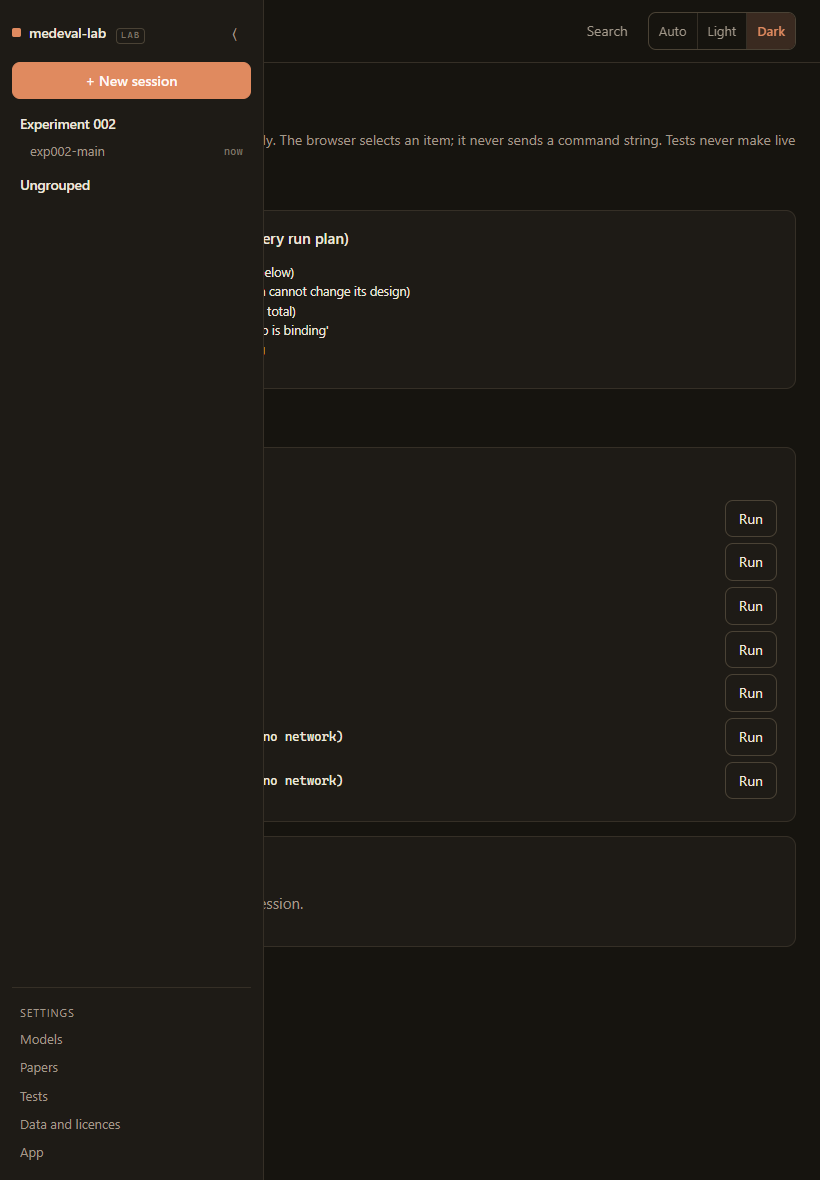 medeval-lab LAB ⟨
+ New session
Experiment 002
exp002-main now
Ungrouped
SETTINGS
Models
Papers
Tests
Data and licences
App
Search Auto Light Dark
ly. The browser selects an item; it never sends a command string. Tests never make live
ery run plan)
elow)
cannot change its design)
total)
is binding'
Run
Run
Run
Run
Run
no network) Run
no network) Run
ession.